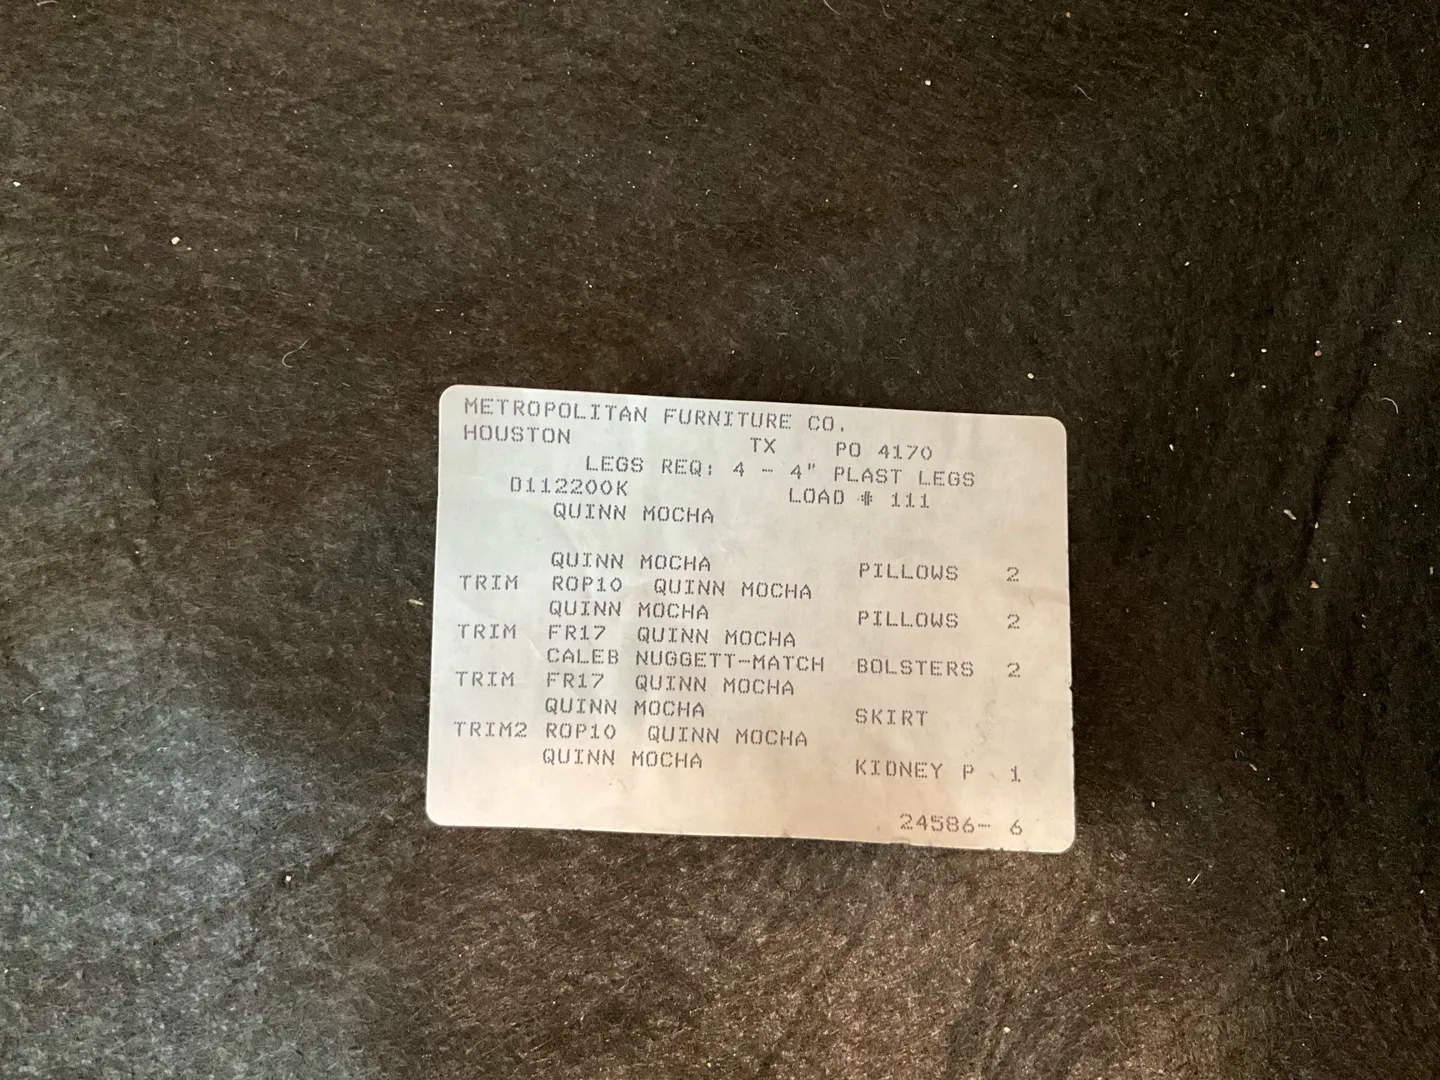 METROPOLITAN FURNITURE CO.
HOUSTON TX PO 4170
LEGS REQ: 4 - 4" PLAST LEGS
D112200K LOAD # 111
QUINN MOCHA
QUINN MOCHA PILLOWS 2
TRIM ROP10 QUINN MOCHA
QUINN MOCHA PILLOWS 2
TRIM FR17 QUINN MOCHA
CALEB NUGGETT-MATCH BOLSTERS 2
TRIM FR17 QUINN MOCHA
QUINN MOCHA SKIRT
TRIM2 ROP10 QUINN MOCHA
QUINN MOCHA KIDNEY P 1
24586- 6